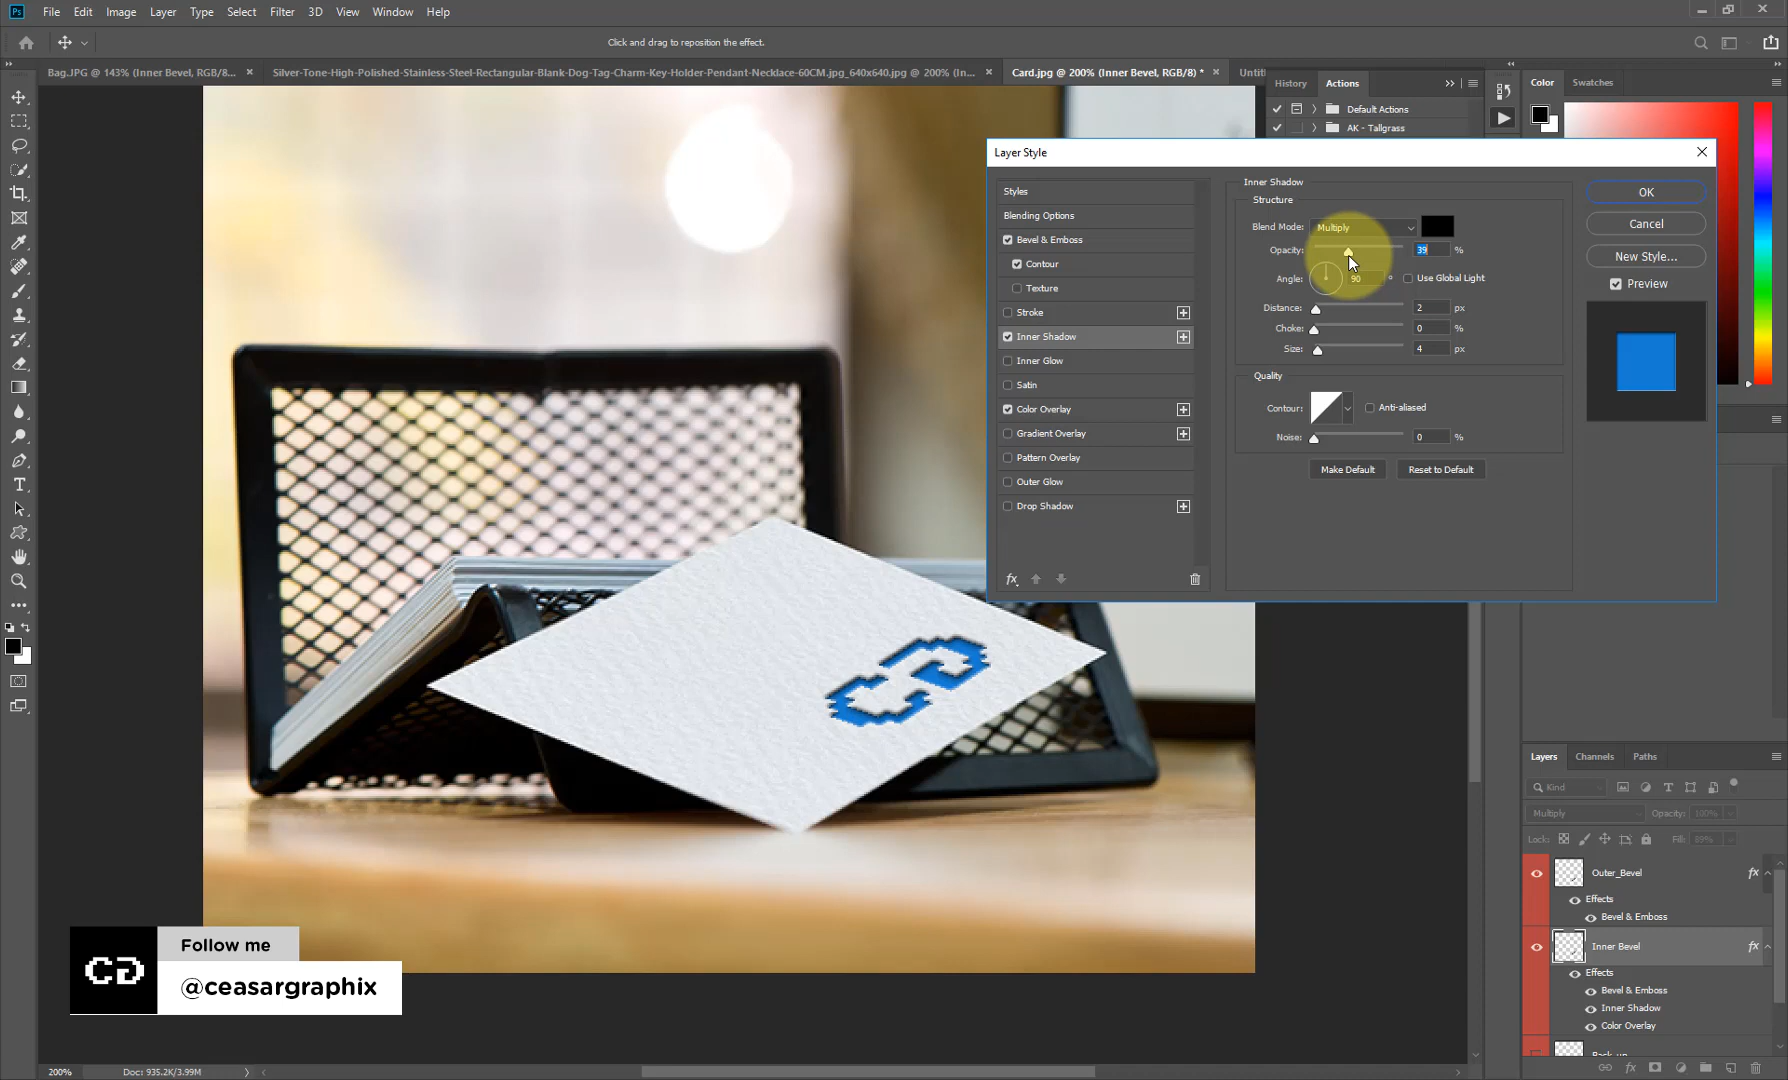 Ps File Edit Image Layer Type Select Filter 3D View Window Help
Click and drag to reposition the effect.
Bag.JPG @ 143% (Inner Bevel, RGB/8... × Silver-Tone-High-Polished-Stainless-Steel-Rectangular-Blank-Dog-Tag-Charm-Key-Holder-Pendant-Necklace-60CM.jpg_640x640.jpg @ 200% (In... × Card.jpg @ 200% (Inner Bevel, RGB/8) * ×
History Actions
Color Swatches
Default Actions
AK - Tallgrass
Layer Style
Styles
Blending Options
Bevel & Emboss
Contour
Texture
Stroke
Inner Shadow
Inner Glow
Satin
Color Overlay
Gradient Overlay
Pattern Overlay
Outer Glow
Drop Shadow
fx
Inner Shadow
Structure
Blend Mode: Multiply
Opacity: 39 %
Angle: 90 ° Use Global Light
Distance: 2 px
Choke: 0 %
Size: 4 px
Quality
Contour: Anti-aliased
Noise: 0 %
Make Default Reset to Default
OK
Cancel
New Style...
Preview
Layers Channels Paths
Kind
Multiply Opacity: 100%
Lock: Fill: 89%
Outer_Bevel fx
Effects
Bevel & Emboss
Inner Bevel fx
Effects
Bevel & Emboss
Inner Shadow
Color Overlay
CG
CG
Follow me
@ceasargraphix
200% Doc: 935.2K/3.99M